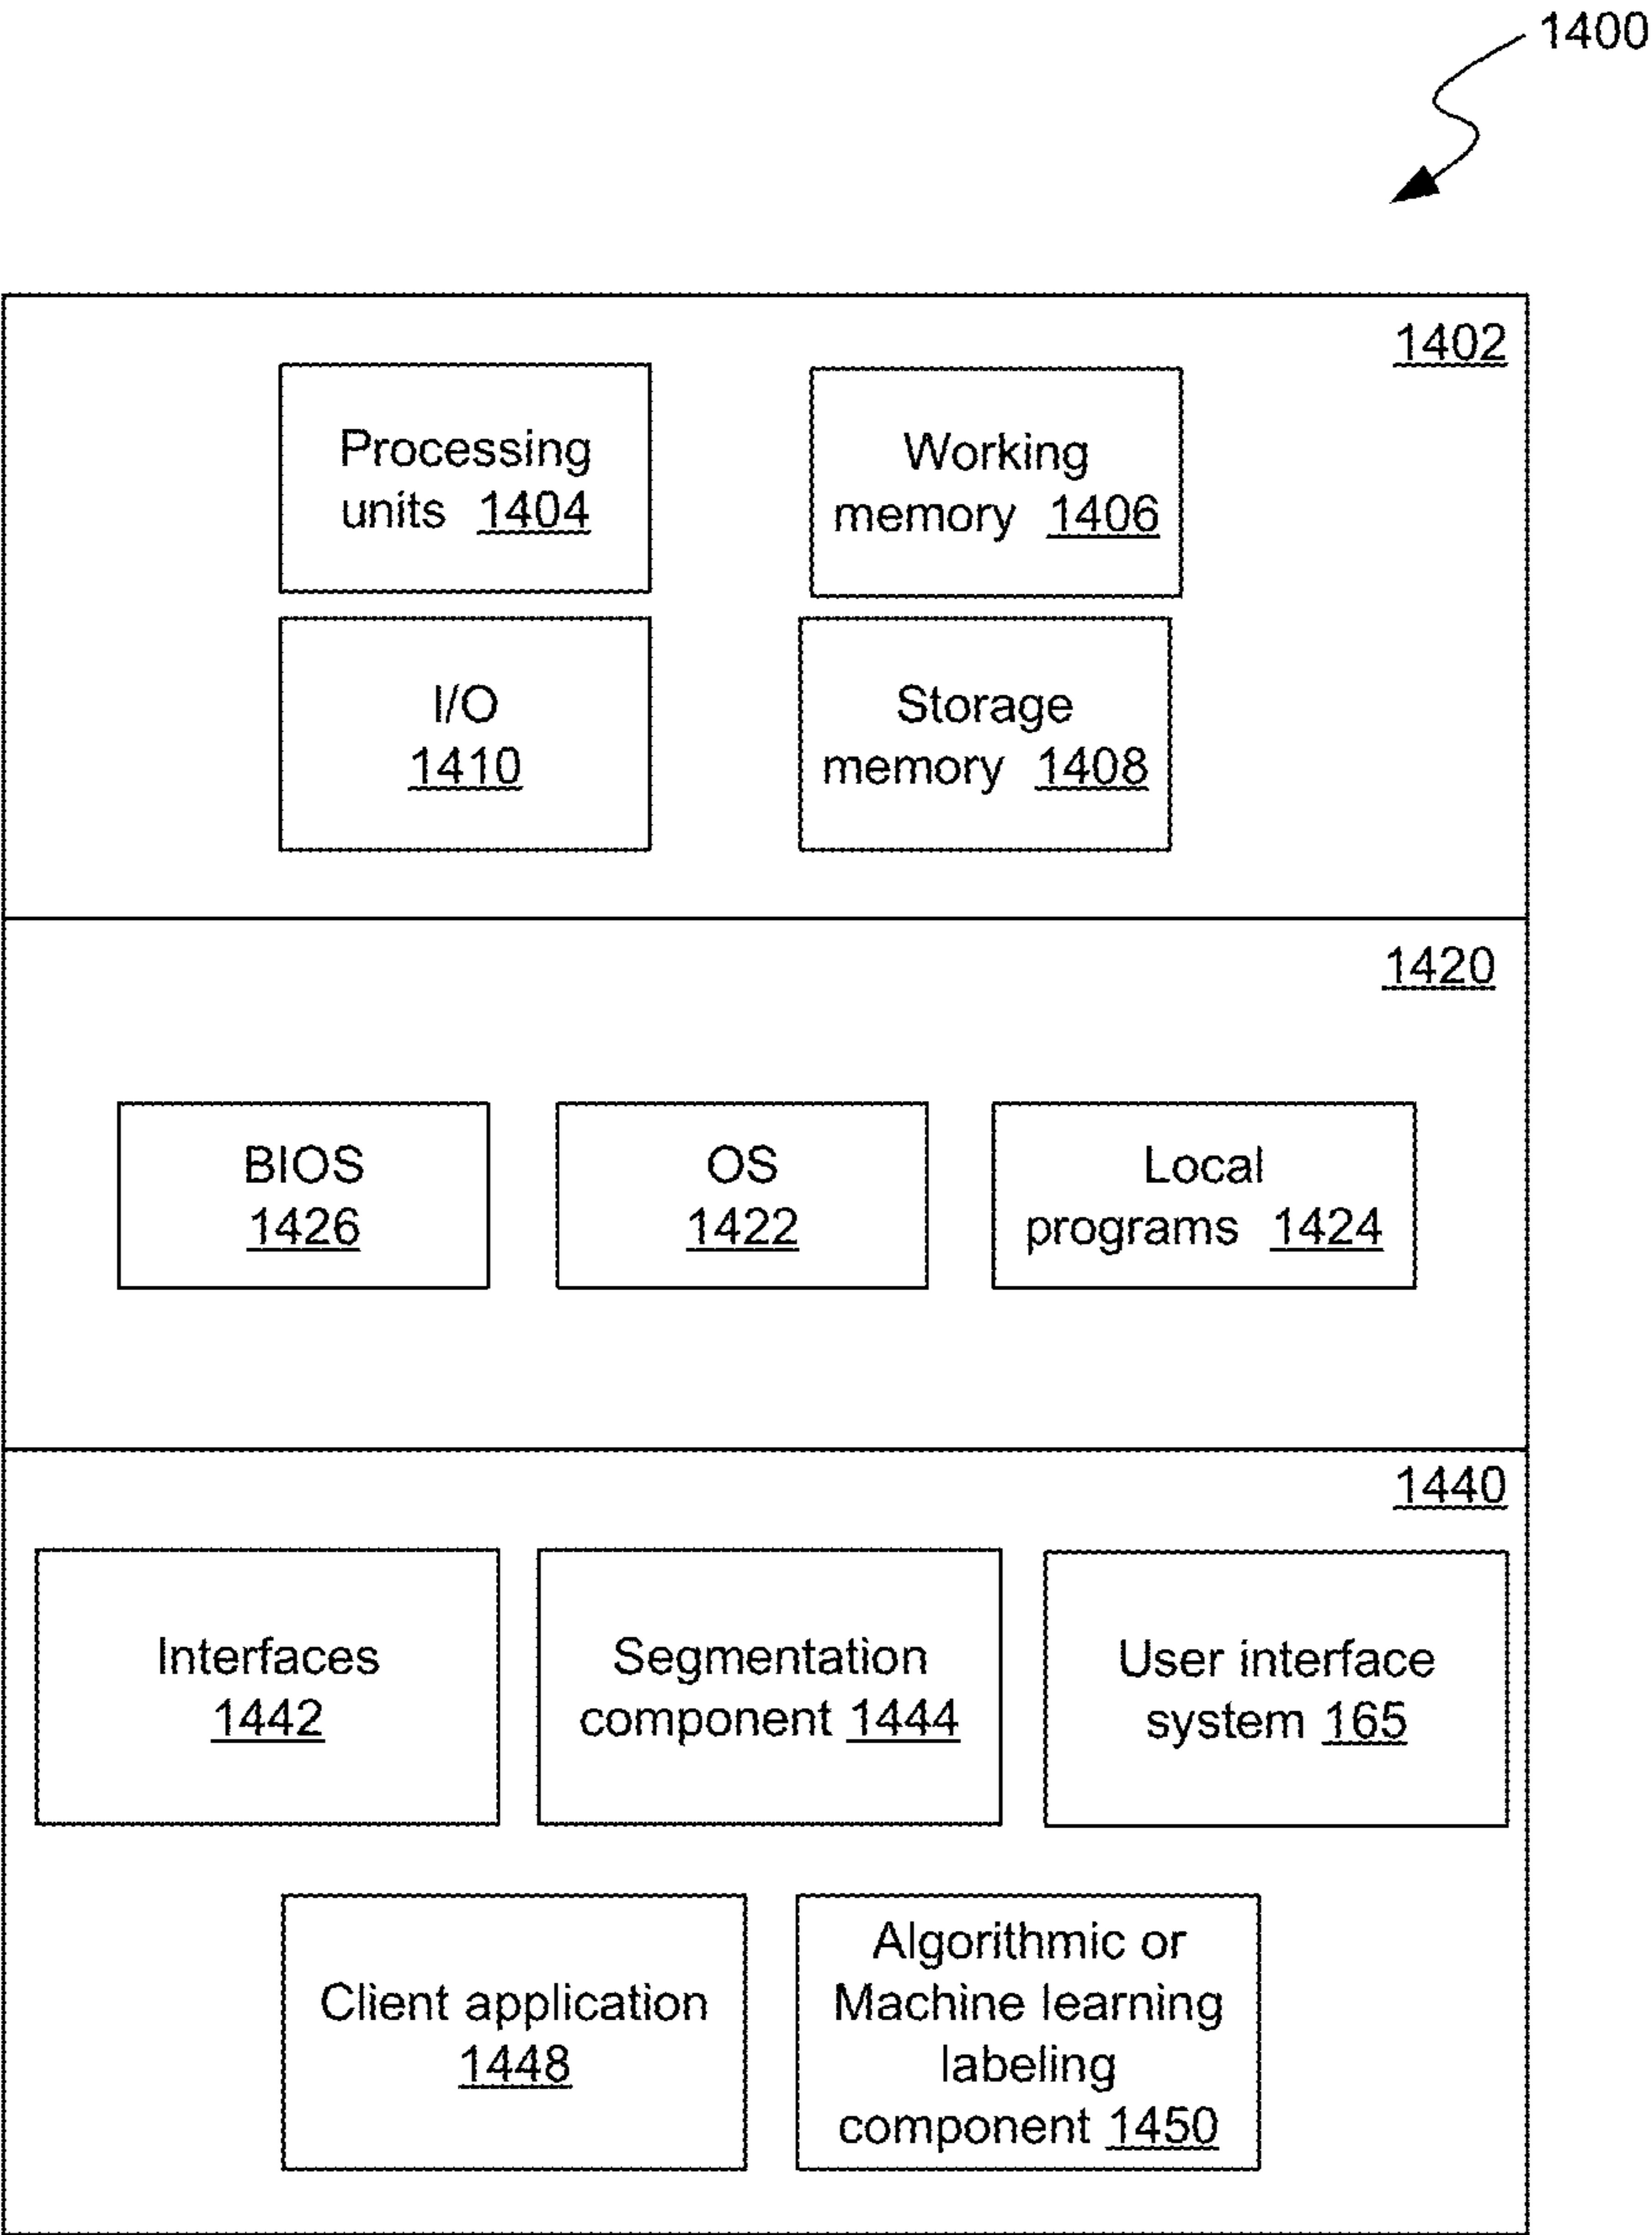 1400
1402
Processing
units 1404
Working
memory 1406
I/O
1410
Storage
memory 1408
1420
BIOS
1426
OS
1422
Local
programs 1424
1440
Interfaces
1442
Segmentation
component 1444
User interface
system 165
Client application
1448
Algorithmic or
Machine learning
labeling
component 1450